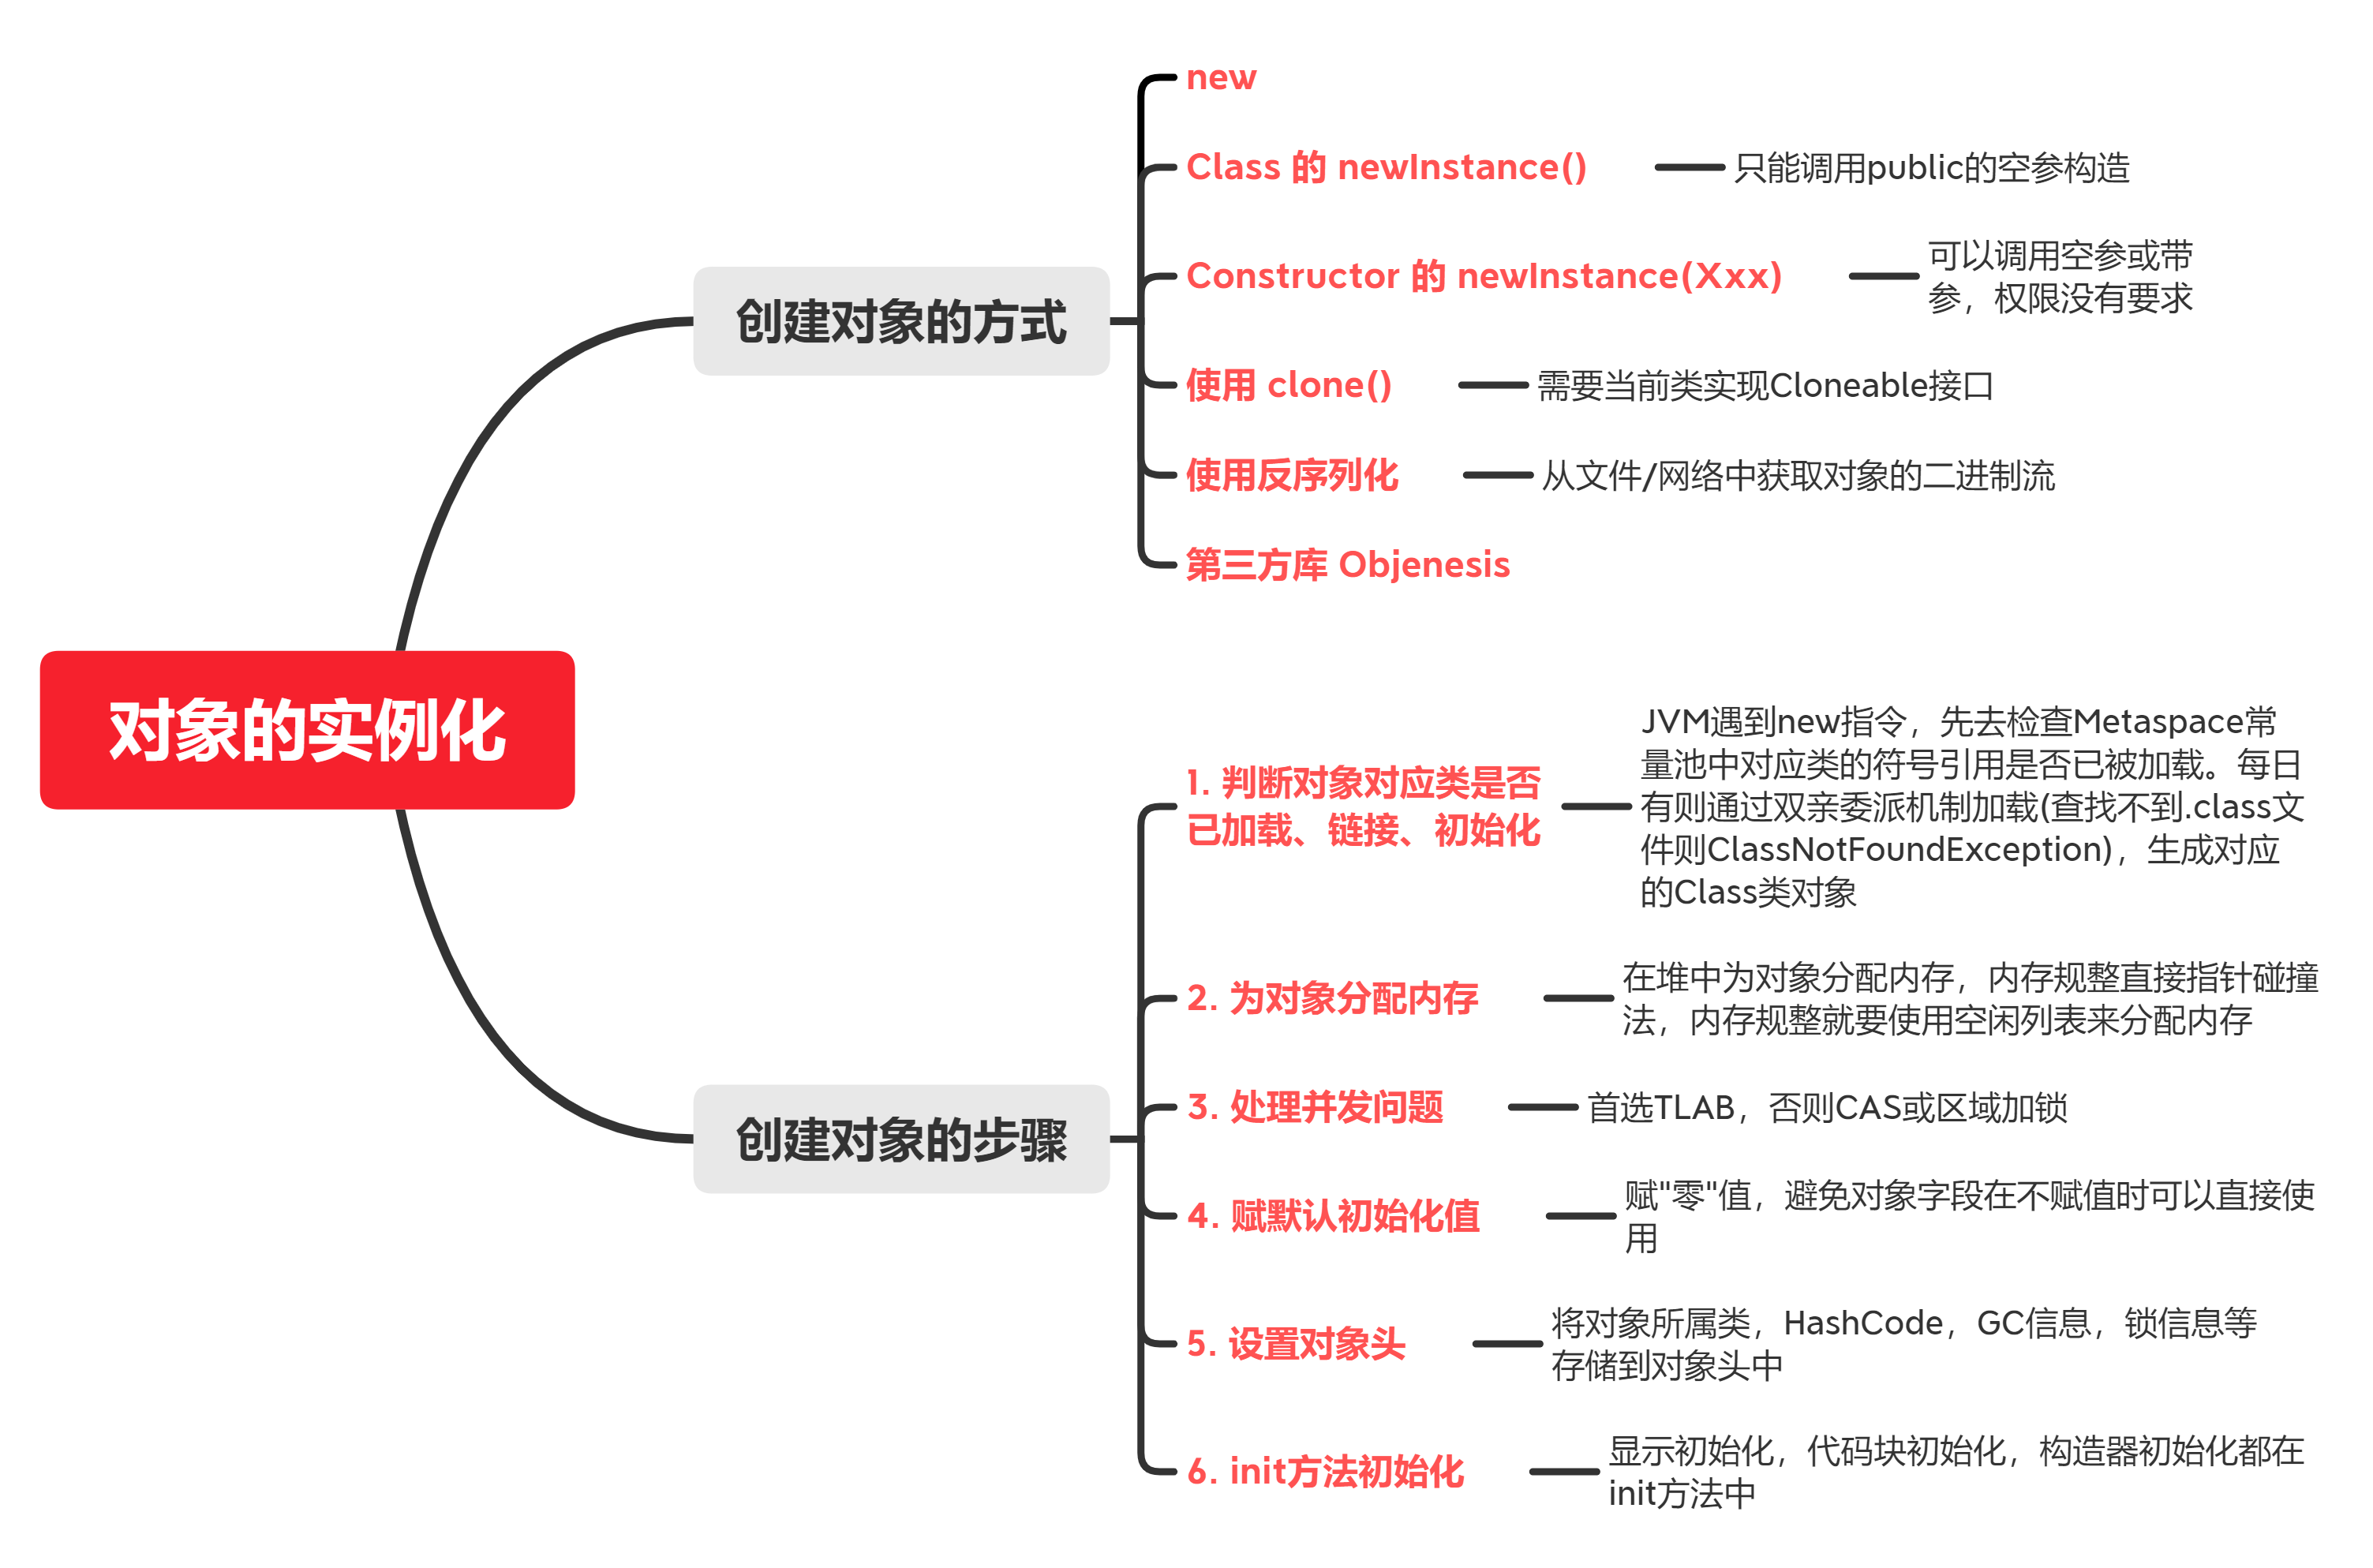 对象的实例化
创建对象的方式
new
Class 的 newInstance()
只能调用public的空参构造
Constructor 的 newInstance(Xxx)
可以调用空参或带
参，权限没有要求
使用 clone()
需要当前类实现Cloneable接口
使用反序列化
从文件/网络中获取对象的二进制流
第三方库 Objenesis
创建对象的步骤
1. 判断对象对应类是否
已加载、链接、初始化
JVM遇到new指令，先去检查Metaspace常
量池中对应类的符号引用是否已被加载。每日
有则通过双亲委派机制加载(查找不到.class文
件则ClassNotFoundException)，生成对应
的Class类对象
2. 为对象分配内存
在堆中为对象分配内存，内存规整直接指针碰撞
法，内存规整就要使用空闲列表来分配内存
3. 处理并发问题
首选TLAB，否则CAS或区域加锁
4. 赋默认初始化值
赋"零"值，避免对象字段在不赋值时可以直接使
用
5. 设置对象头
将对象所属类，HashCode，GC信息，锁信息等
存储到对象头中
6. init方法初始化
显示初始化，代码块初始化，构造器初始化都在
init方法中